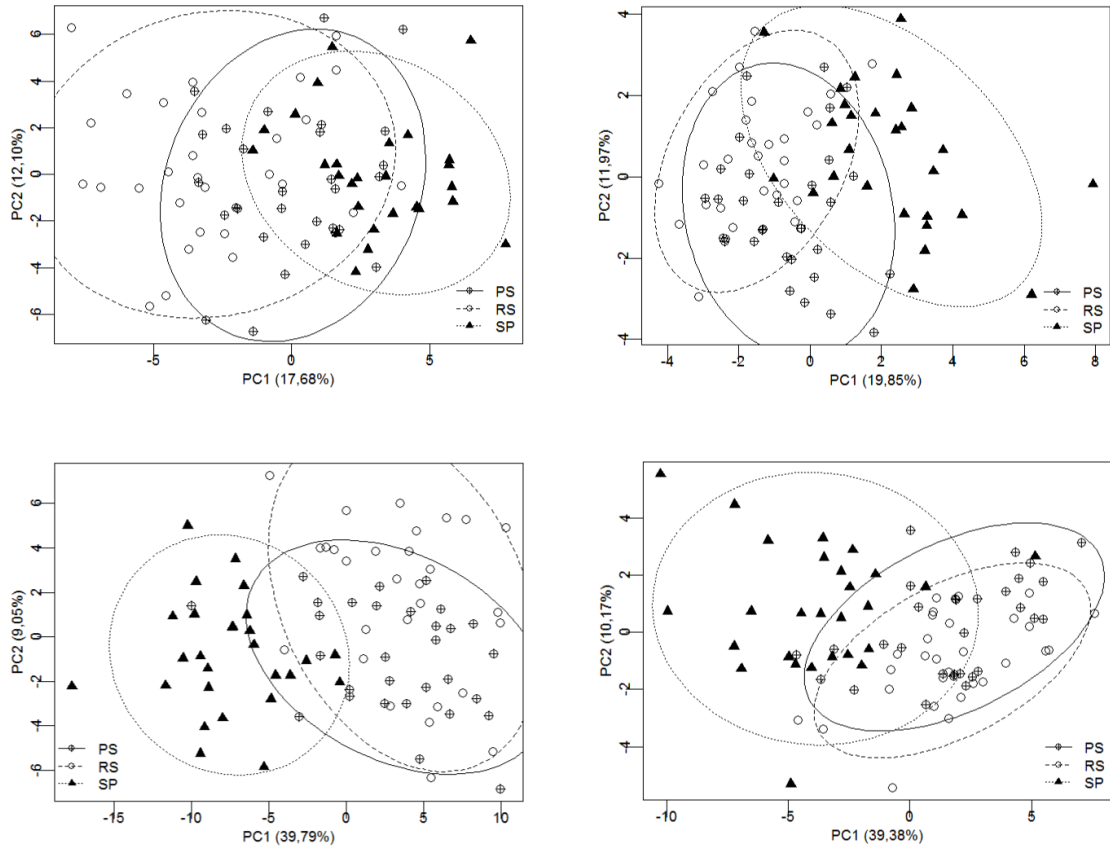 6
4
2
0
-2
-4
-6
PC2 (12,10%)
-5
0
5
PC1 (17,68%)
PS
RS
SP
4
2
0
-2
-4
PC2 (11,97%)
-4
-2
0
2
4
6
8
PC1 (19,85%)
PS
RS
SP
6
4
2
0
-2
-4
-6
PC2 (9,05%)
-15
-10
-5
0
5
10
PC1 (39,79%)
PS
RS
SP
4
2
0
-2
-4
PC2 (10,17%)
-10
-5
0
5
PC1 (39,38%)
PS
RS
SP